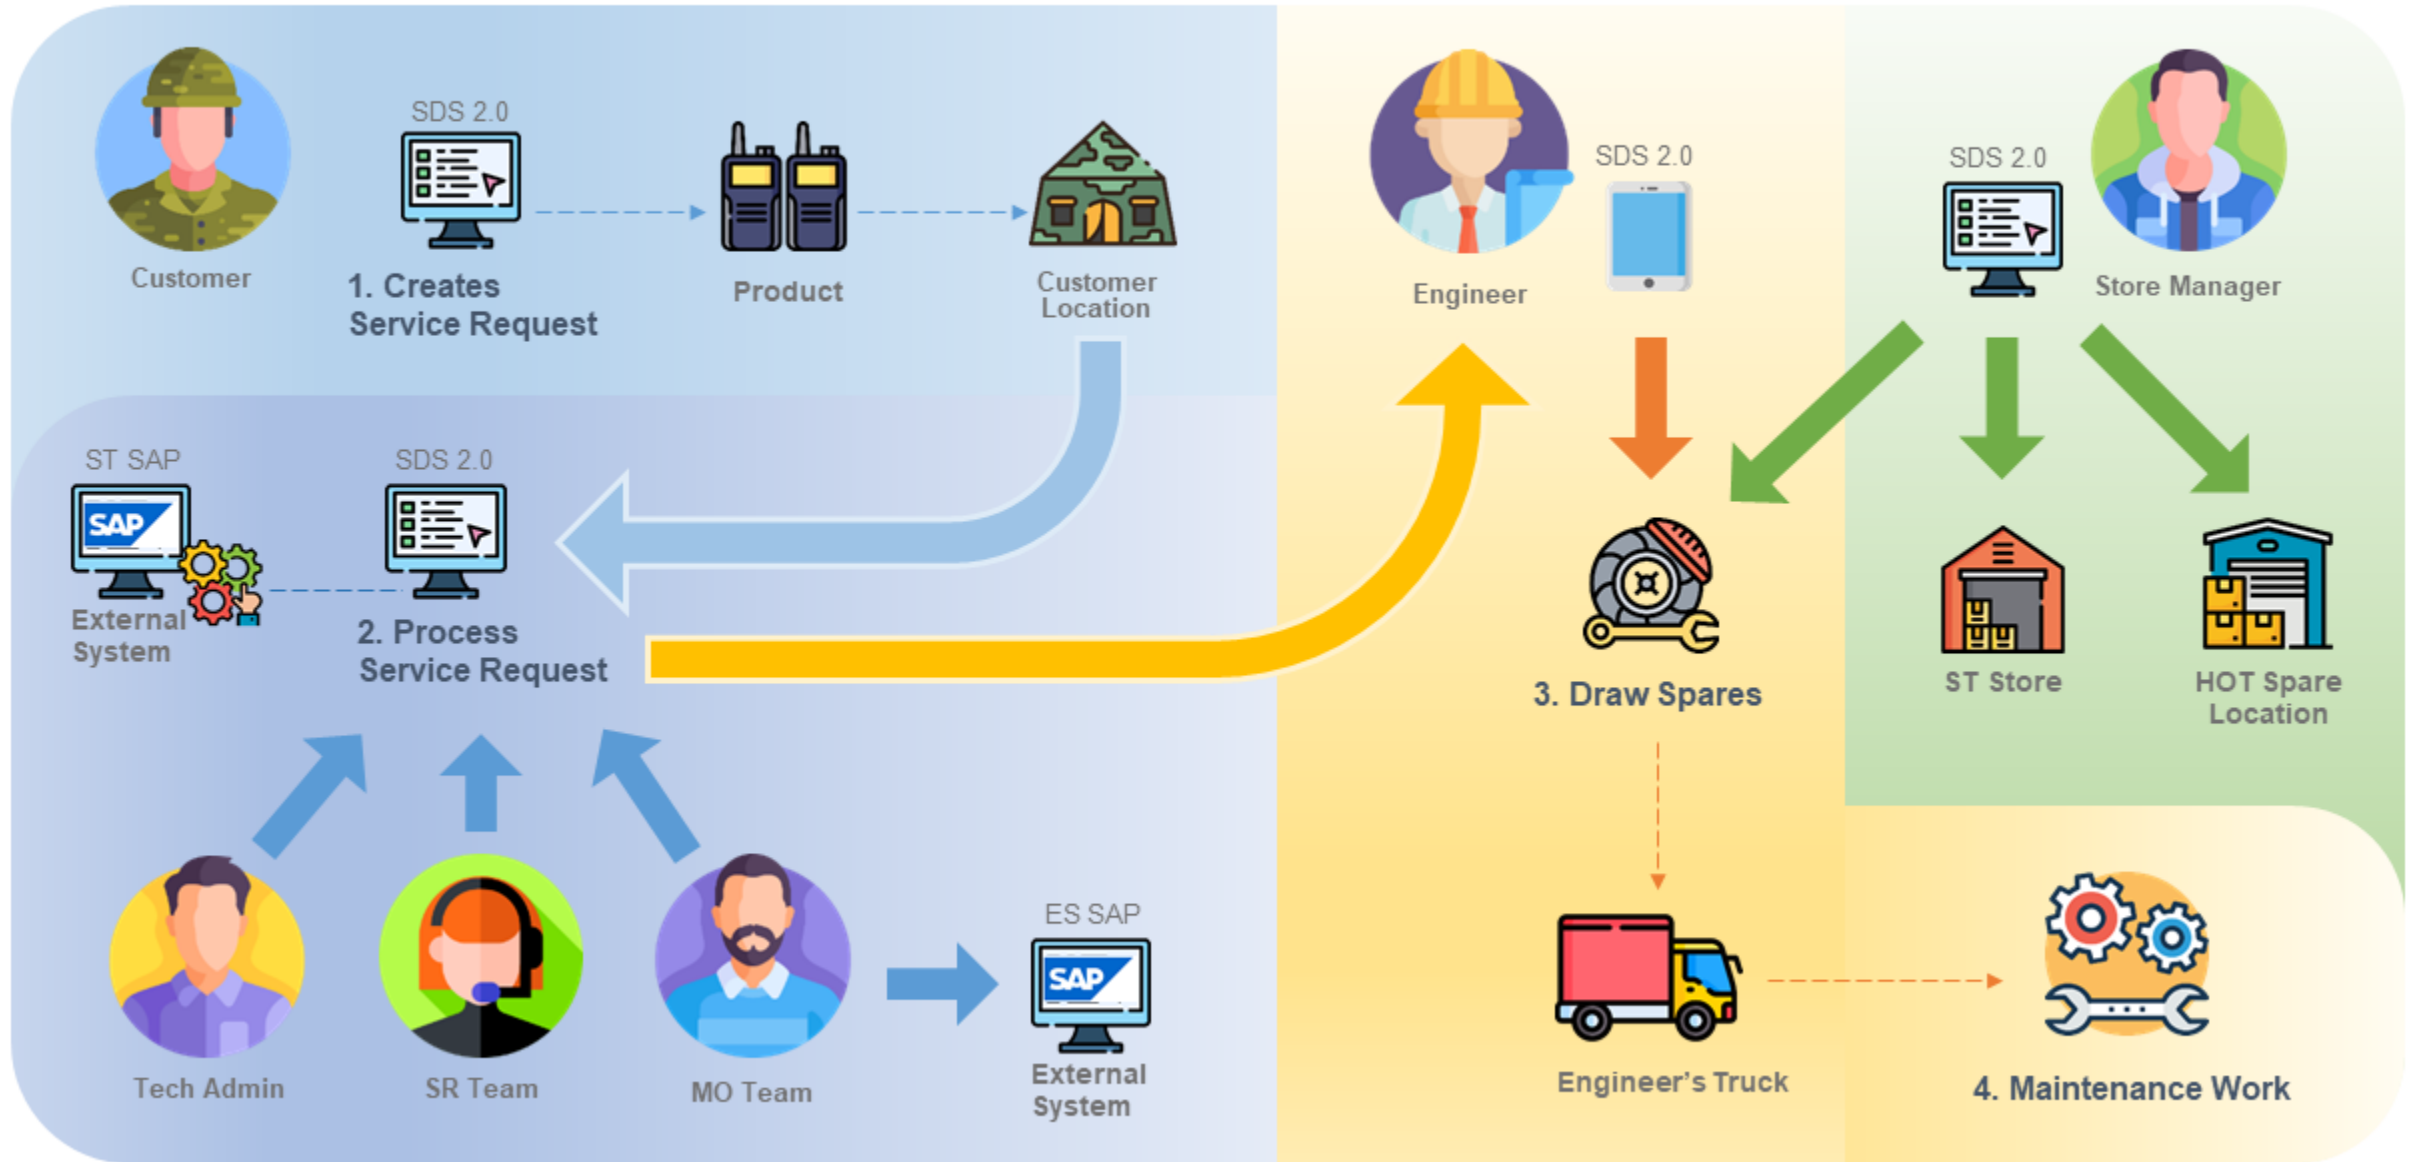 Customer
SDS 2.0
1. Creates
Service Request
Product
Customer
Location
ST SAP
SAP
External
System
SDS 2.0
2. Process
Service Request
Tech Admin
SR Team
MO Team
ES SAP
SAP
External
System
Engineer
SDS 2.0
3. Draw Spares
Engineer’s Truck
SDS 2.0
Store Manager
ST Store
HOT Spare
Location
4. Maintenance Work